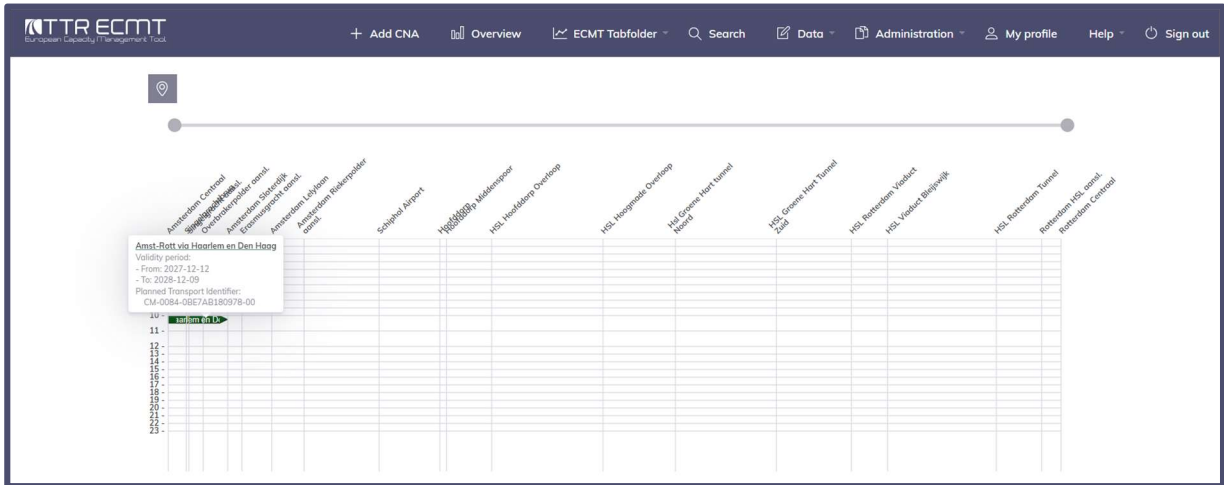 TTR ECMT
European Capacity Management Tool
+ Add CNA
Overview
ECMT Tabfolder
Search
Data
Administration
My profile
Help
Sign out
Amsterdam Centraal
Overbrakerpolder aansl.
Amsterdam Sloterdijk
Erasmusgracht aansl.
Amsterdam Lelylaan
Amsterdam Riekerpolder
aansl.
Schiphol Airport
Hoofddorp
Hoofddorp Middenspoor
HSL Hoofddorp Overloop
HSL Hoogmade Overloop
Hsl Groene Hart tunnel
Noord
HSL Groene Hart Tunnel
Zuid
HSL Rotterdam Viaduct
HSL Viaduct Bleijswijk
HSL Rotterdam Tunnel
Rotterdam HSL aansl.
Rotterdam Centraal
Amst-Rott via Haarlem en Den Haag
Validity period:
- From: 2027-12-12
- To: 2028-12-09
Planned Transport Identifier:
CM-0084-0BE7AB180978-00
10 -
aarlem en De
11 -
12 -
13 -
14 -
15 -
16 -
17 -
18 -
19 -
20 -
21 -
22 -
23 -